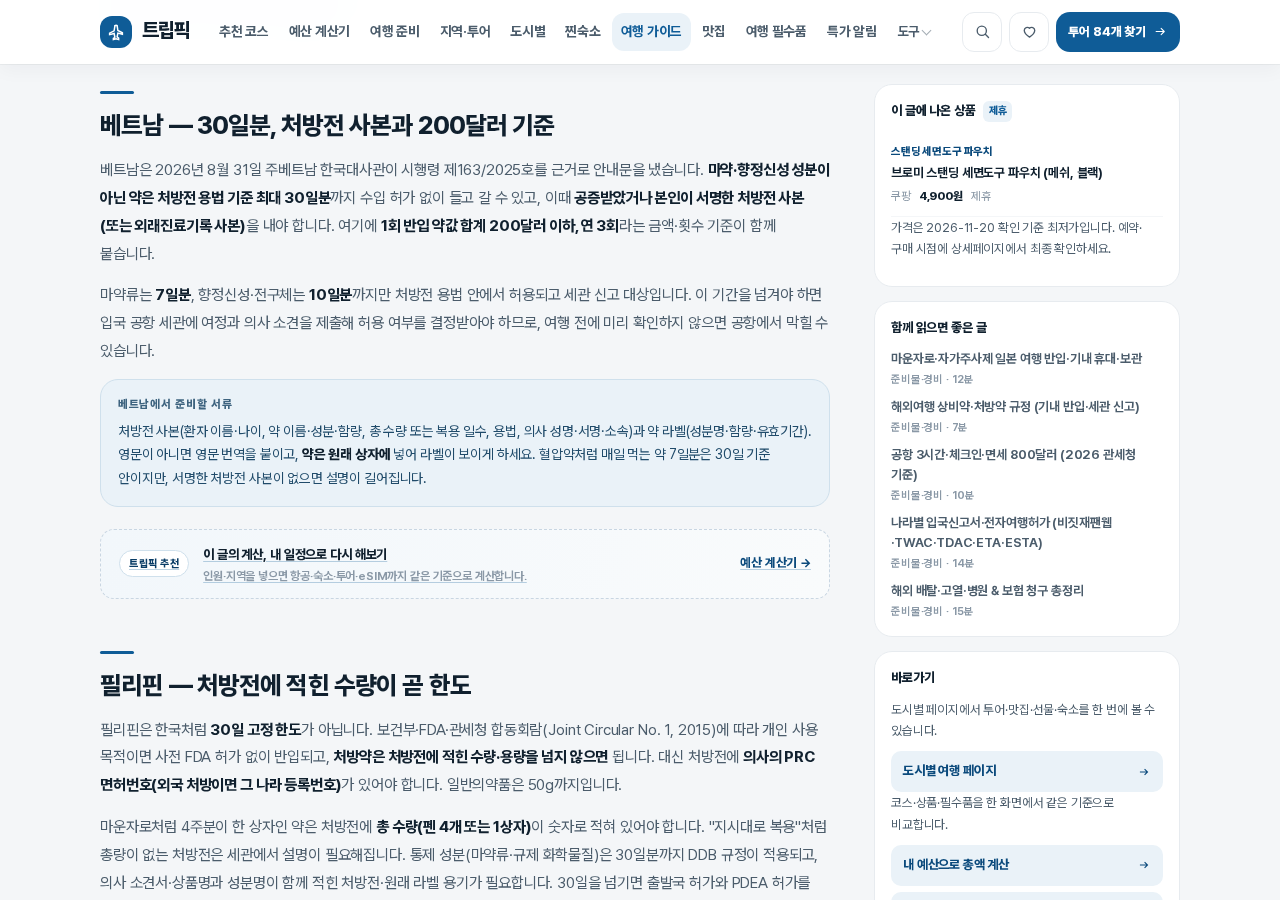 트립픽
추천 코스
예산 계산기
여행 준비
지역·투어
도시별
찐숙소
여행 가이드
맛집
여행 필수품
특가 알림
도구
투어 84개 찾기 →
베트남 — 30일분, 처방전 사본과 200달러 기준
베트남은 2026년 8월 31일 주베트남 한국대사관이 시행령 제163/2025호를 근거로 안내문을 냈습니다. 마약·향정신성 성분이
아닌 약은 처방전 용법 기준 최대 30일분까지 수입 허가 없이 들고 갈 수 있고, 이때 공증받았거나 본인이 서명한 처방전 사본
(또는 외래진료기록 사본)을 내야 합니다. 여기에 1회 반입 약값 합계 200달러 이하, 연 3회라는 금액·횟수 기준이 함께
붙습니다.
마약류는 7일분, 향정신성·전구체는 10일분까지만 처방전 용법 안에서 허용되고 세관 신고 대상입니다. 이 기간을 넘겨야 하면
입국 공항 세관에 여정과 의사 소견을 제출해 허용 여부를 결정받아야 하므로, 여행 전에 미리 확인하지 않으면 공항에서 막힐 수
있습니다.
베트남에서 준비할 서류
처방전 사본(환자 이름·나이, 약 이름·성분·함량, 총 수량 또는 복용 일수, 용법, 의사 성명·서명·소속)과 약 라벨(성분명·함량·유효기간).
영문이 아니면 영문 번역을 붙이고, 약은 원래 상자에 넣어 라벨이 보이게 하세요. 혈압약처럼 매일 먹는 약 7일분은 30일 기준
안이지만, 서명한 처방전 사본이 없으면 설명이 길어집니다.
트립픽 추천
이 글의 계산, 내 일정으로 다시 해보기
인원·지역을 넣으면 항공·숙소·투어·eSIM까지 같은 기준으로 계산합니다.
예산 계산기 →
필리핀 — 처방전에 적힌 수량이 곧 한도
필리핀은 한국처럼 30일 고정 한도가 아닙니다. 보건부·FDA·관세청 합동회람(Joint Circular No. 1, 2015)에 따라 개인 사용
목적이면 사전 FDA 허가 없이 반입되고, 처방약은 처방전에 적힌 수량·용량을 넘지 않으면 됩니다. 대신 처방전에 의사의 PRC
면허번호(외국 처방이면 그 나라 등록번호)가 있어야 합니다. 일반의약품은 50g까지입니다.
마운자로처럼 4주분이 한 상자인 약은 처방전에 총 수량(펜 4개 또는 1상자)이 숫자로 적혀 있어야 합니다. "지시대로 복용"처럼
총량이 없는 처방전은 세관에서 설명이 필요해집니다. 통제 성분(마약류·규제 화학물질)은 30일분까지 DDB 규정이 적용되고,
의사 소견서·상품명과 성분명이 함께 적힌 처방전·원래 라벨 용기가 필요합니다. 30일을 넘기면 출발국 허가와 PDEA 허가를
이 글에 나온 상품 제휴
스탠딩 세면도구 파우치
브로미 스탠딩 세면도구 파우치 (메쉬, 블랙)
쿠팡 4,900원 제휴
가격은 2026-11-20 확인 기준 최저가입니다. 예약·
구매 시점에 상세페이지에서 최종 확인하세요.
함께 읽으면 좋은 글
마운자로·자가주사제 일본 여행 반입·기내 휴대·보관
준비물·경비 · 12분
해외여행 상비약·처방약 규정 (기내 반입·세관 신고)
준비물·경비 · 7분
공항 3시간·체크인·면세 800달러 (2026 관세청
기준)
준비물·경비 · 10분
나라별 입국신고서·전자여행허가 (비짓재팬웹
·TWAC·TDAC·ETA·ESTA)
준비물·경비 · 14분
해외 배탈·고열·병원 & 보험 청구 총정리
준비물·경비 · 15분
바로가기
도시별 페이지에서 투어·맛집·선물·숙소를 한 번에 볼 수
있습니다.
도시별 여행 페이지 →
코스·상품·필수품을 한 화면에서 같은 기준으로
비교합니다.
내 예산으로 총액 계산 →